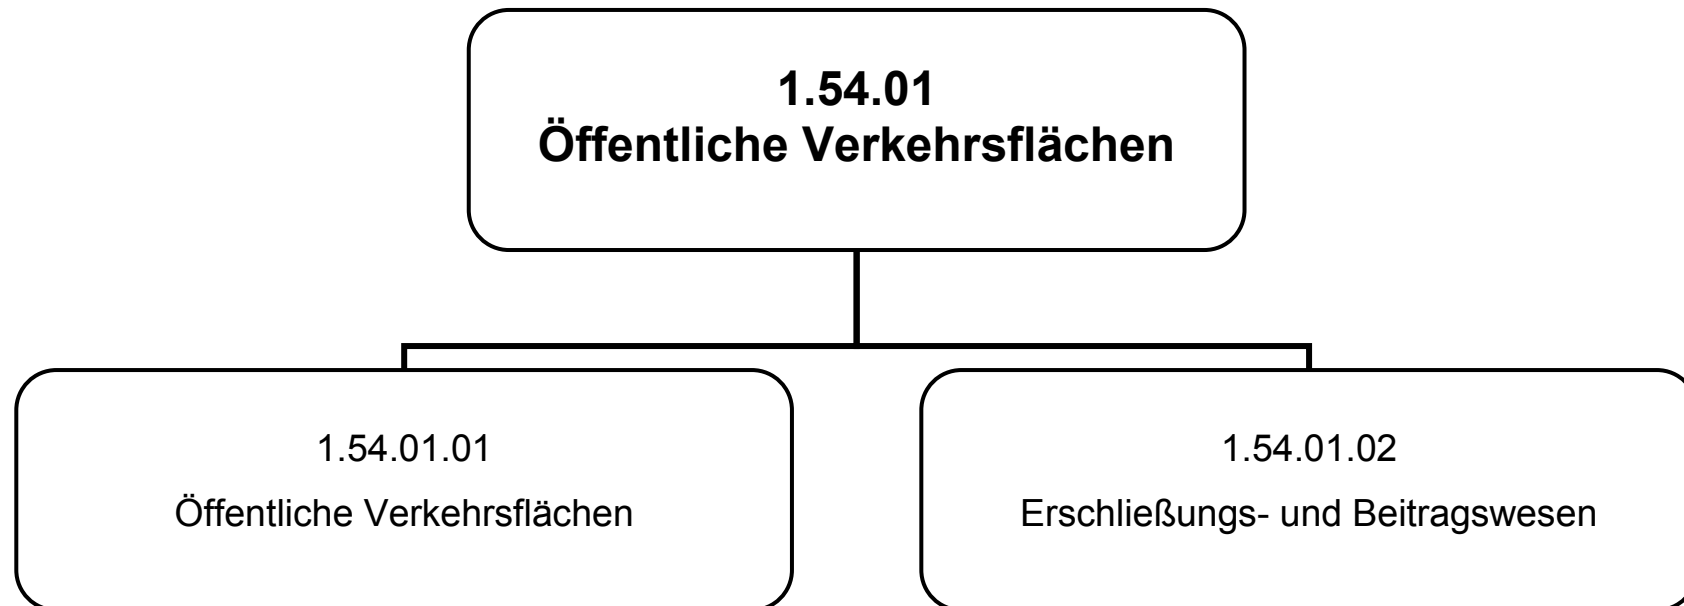 1.54.01
Öffentliche Verkehrsflächen
1.54.01.01
Öffentliche Verkehrsflächen
1.54.01.02
Erschließungs- und Beitragswesen